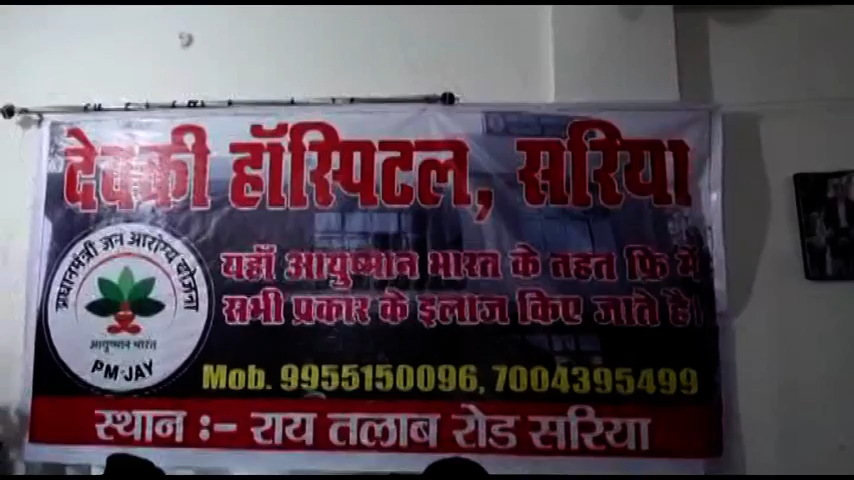 देवकी हॉस्पिटल, सरिया
यहाँ आयुष्मान भारत के तहत फ्रि में
सभी प्रकार के इलाज किए जाते है।
प्रधानमंत्री जन आरोग्य योजना
आयुष्मान भारत
PM-JAY
Mob. 9955150096, 7004395499
स्थान :- राय तलाब रोड सरिया